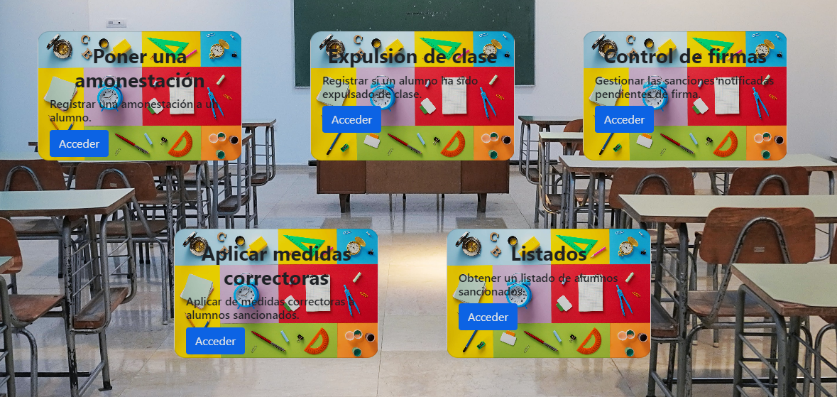 Poner una
amonestación
Registrar una amonestación a un
alumno.
Acceder
Expulsión de clase
Registrar si un alumno ha sido
expulsado de clase.
Acceder
Control de firmas
Gestionar las sanciones notificadas
pendientes de firma.
Acceder
Aplicar medidas
correctoras
Aplicar de medidas correctoras a
alumnos sancionados.
Acceder
Listados
Obtener un listado de alumnos
sancionados.
Acceder